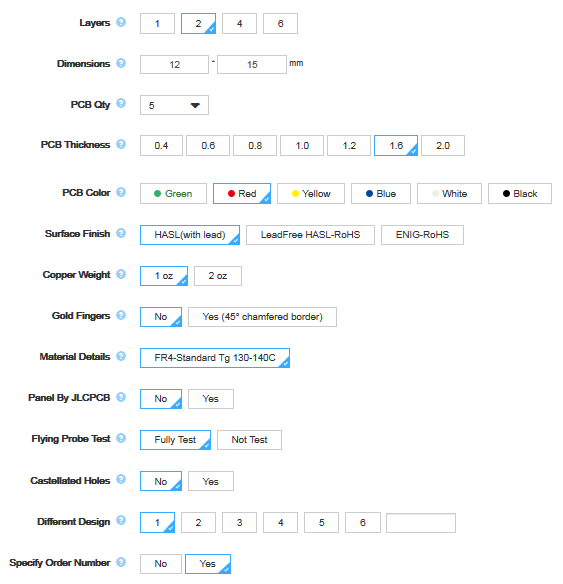 Layers ? 1 2 4 6
Dimensions ? 12 * 15 mm
PCB Qty ? 5
PCB Thickness ? 0.4 0.6 0.8 1.0 1.2 1.6 2.0
PCB Color ? Green Red Yellow Blue White Black
Surface Finish ? HASL(with lead) LeadFree HASL-RoHS ENIG-RoHS
Copper Weight ? 1 oz 2 oz
Gold Fingers ? No Yes (45° chamfered border)
Material Details ? FR4-Standard Tg 130-140C
Panel By JLCPCB ? No Yes
Flying Probe Test ? Fully Test Not Test
Castellated Holes ? No Yes
Different Design ? 1 2 3 4 5 6
Specify Order Number ? No Yes